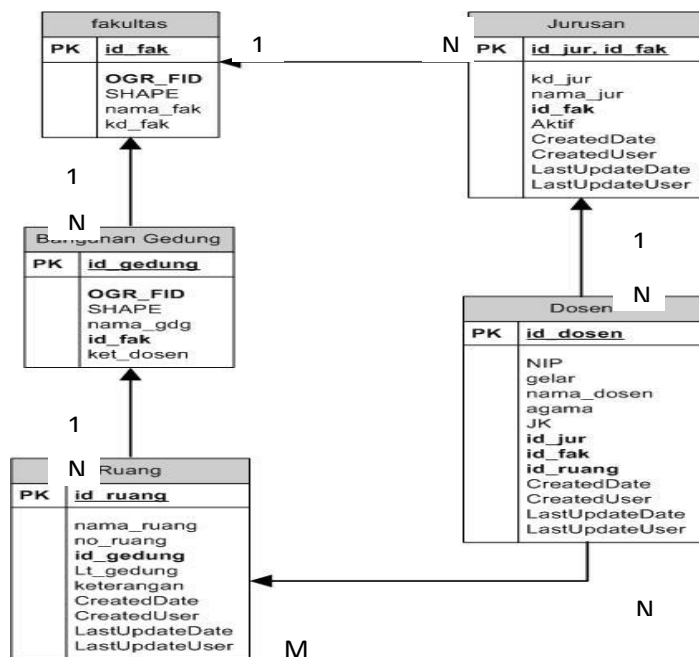 fakultas
PK id_fak
OGR_FID
SHAPE
nama_fak
kd_fak
1
N
Jurusan
PK id_jur, id_fak
kd_jur
nama_jur
id_fak
Aktif
CreatedDate
CreatedUser
LastUpdateDate
LastUpdateUser
1
N
Bangunan Gedung
PK id_gedung
OGR_FID
SHAPE
nama_gdg
id_fak
ket_dosen
1
N
Dosen
PK id_dosen
NIP
gelar
nama_dosen
agama
JK
id_jur
id_fak
id_ruang
CreatedDate
CreatedUser
LastUpdateDate
LastUpdateUser
1
N
Ruang
PK id_ruang
nama_ruang
no_ruang
id_gedung
Lt_gedung
keterangan
CreatedDate
CreatedUser
LastUpdateDate
LastUpdateUser
N
M